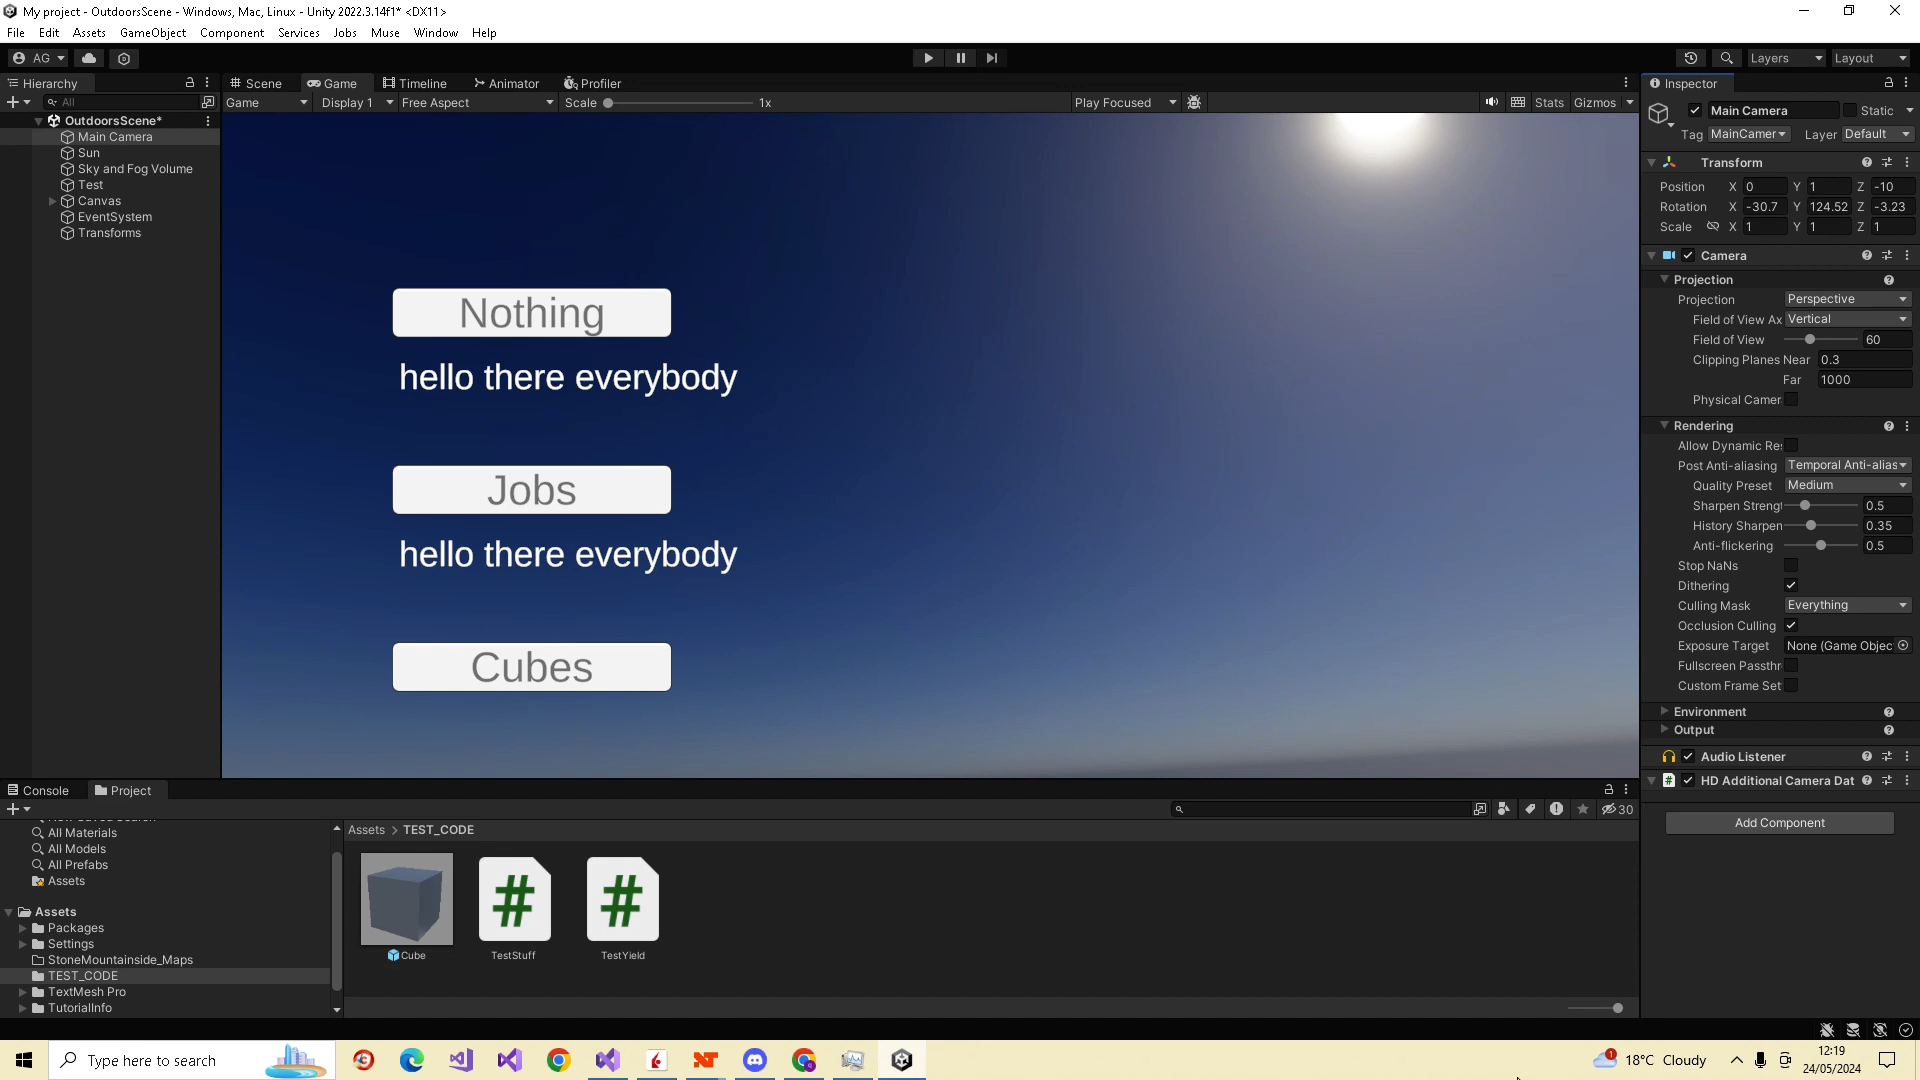 My project - OutdoorsScene - Windows, Mac, Linux - Unity 2022.3.14f1* <DX11>
File Edit Assets GameObject Component Services Jobs Muse Window Help
AG
Layers Layout
Hierarchy
All
OutdoorsScene*
Main Camera
Sun
Sky and Fog Volume
Test
Canvas
EventSystem
Transforms
Scene Game Timeline Animator Profiler
Game Display 1 Free Aspect Scale 1x Play Focused Stats Gizmos
Nothing
hello there everybody
Jobs
hello there everybody
Cubes
Inspector
Main Camera Static
Tag MainCamer Layer Default
Transform
Position X 0 Y 1 Z -10
Rotation X -30.7 Y 124.52 Z -3.23
Scale X 1 Y 1 Z 1
Camera
Projection
Projection Perspective
Field of View Ax Vertical
Field of View 60
Clipping Planes Near 0.3
Far 1000
Physical Camer
Rendering
Allow Dynamic Re
Post Anti-aliasing Temporal Anti-alias
Quality Preset Medium
Sharpen Streng 0.5
History Sharpen 0.35
Anti-flickering 0.5
Stop NaNs
Dithering
Culling Mask Everything
Occlusion Culling
Exposure Target None (Game Objec
Fullscreen Passthr
Custom Frame Set
Environment
Output
Audio Listener
HD Additional Camera Dat
Add Component
Console Project
30
All Materials
All Models
All Prefabs
Assets
Assets
Packages
Settings
StoneMountainside_Maps
TEST_CODE
TextMesh Pro
TutorialInfo
Assets > TEST_CODE
Cube
TestStuff
TestYield
Type here to search
1
18°C Cloudy
12:19
24/05/2024